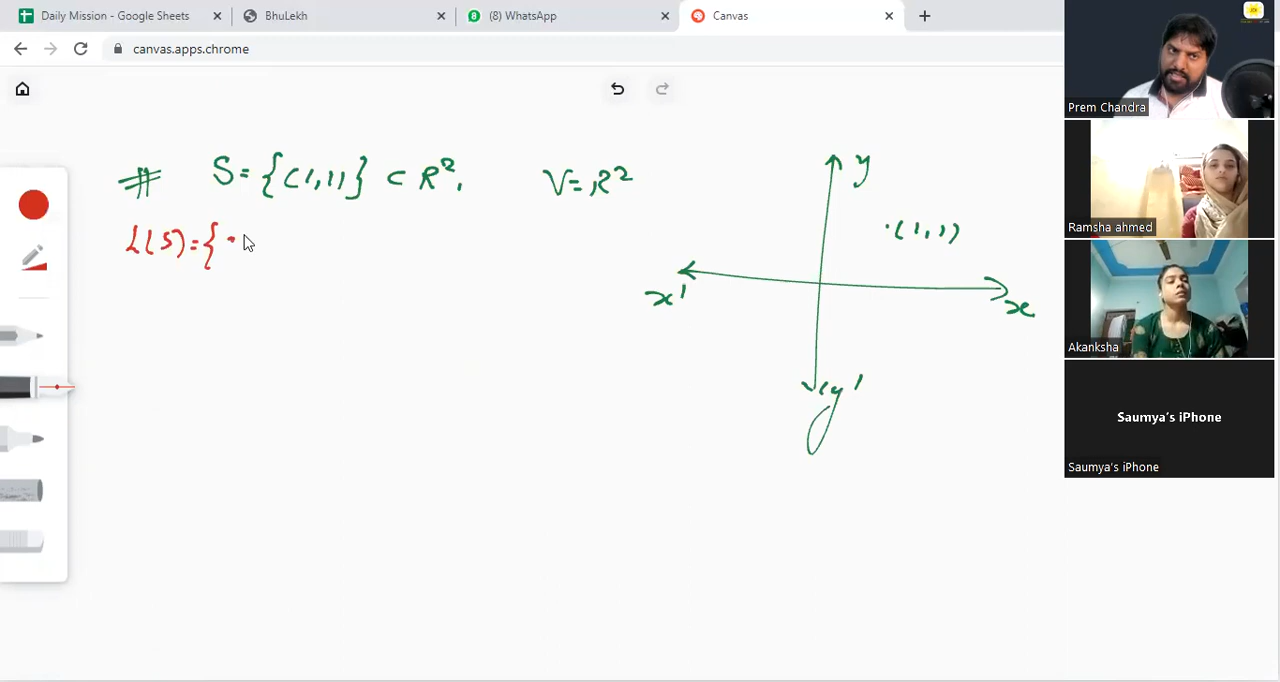 Daily Mission - Google Sheets
BhuLekh
(8) WhatsApp
Canvas
canvas.apps.chrome
# S = {(1,1)} ⊂ R², V = R²
L(S) = { ·
y
·(1,1)
x'
x
y'
Prem Chandra
Ramsha ahmed
Akanksha
Saumya's iPhone
Saumya's iPhone